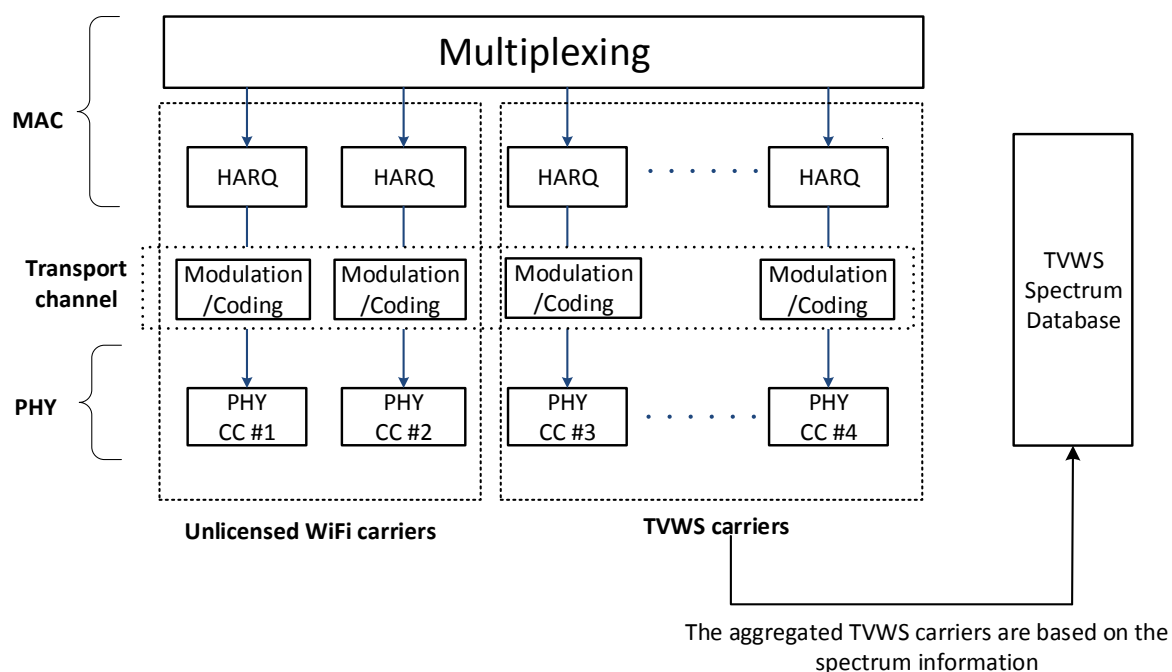 Multiplexing
MAC
HARQ
HARQ
HARQ
HARQ
Transport
channel
Modulation
/Coding
Modulation
/Coding
Modulation
/Coding
Modulation
/Coding
TVWS
Spectrum
Database
PHY
PHY
CC #1
PHY
CC #2
PHY
CC #3
PHY
CC #4
Unlicensed WiFi carriers
TVWS carriers
The aggregated TVWS carriers are based on the
spectrum information